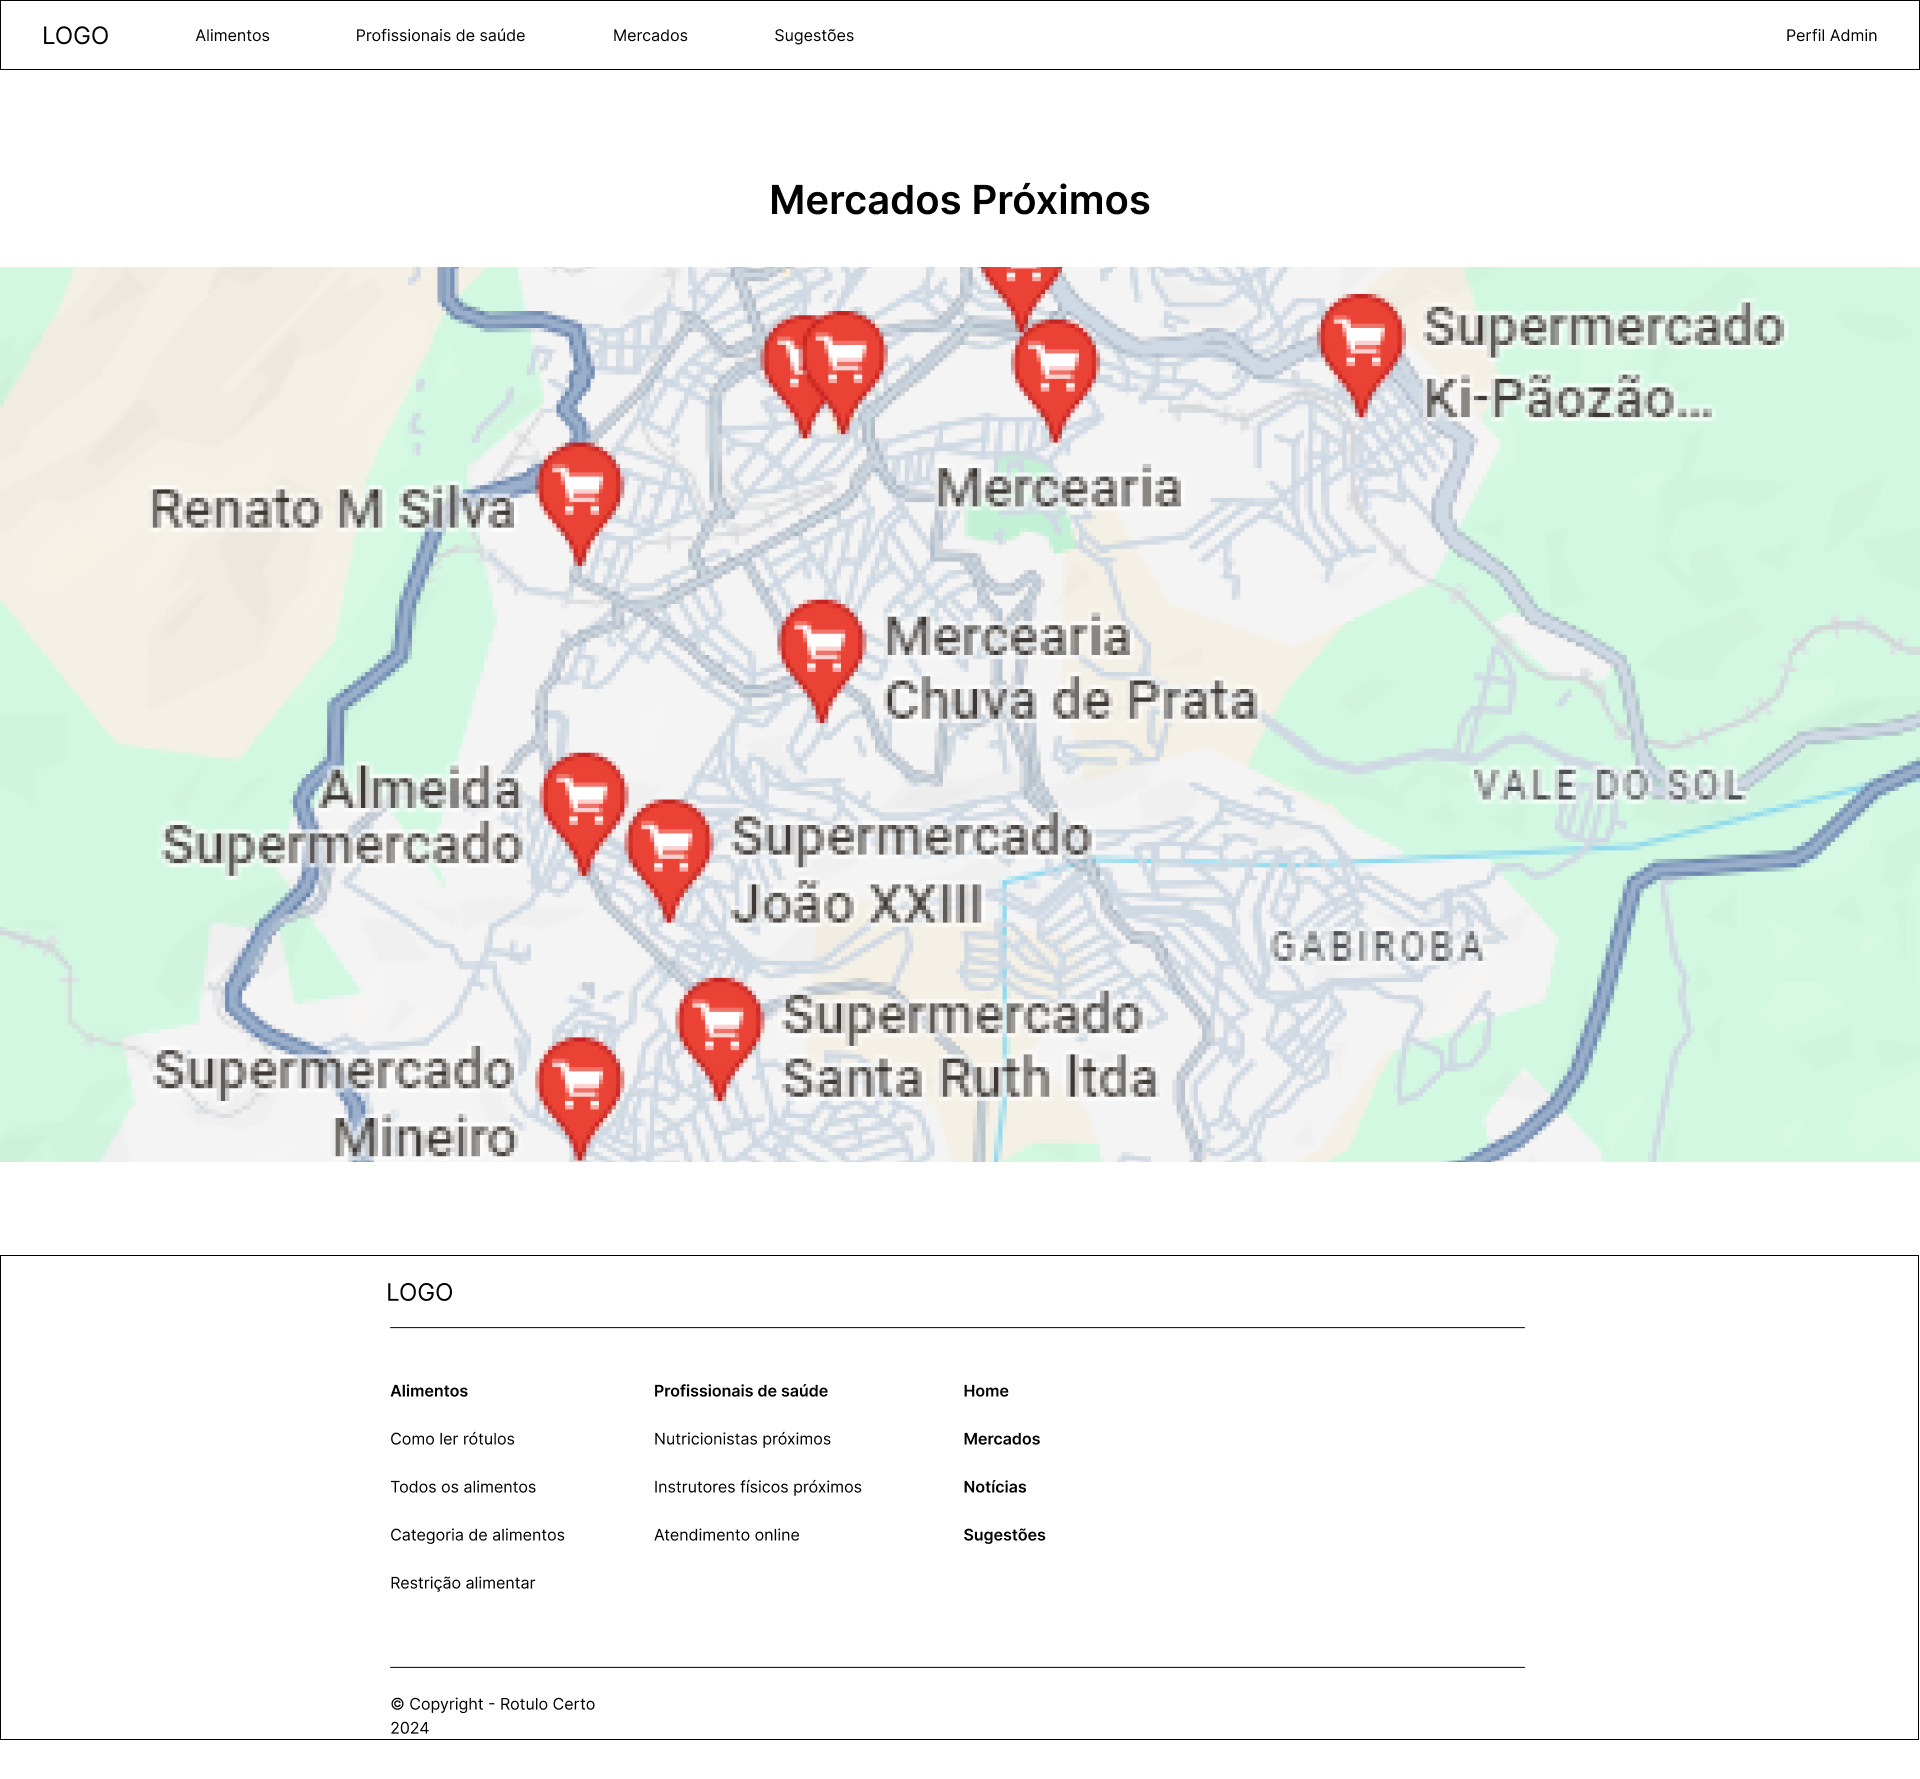 LOGO
Alimentos
Profissionais de saúde
Mercados
Sugestões
Perfil Admin
Mercados Próximos
Supermercado
Ki-Pãozão...
Renato M Silva
Mercearia
Mercearia
Chuva de Prata
Almeida
Supermercado
Supermercado
João XXIII
VALE DO SOL
GABIROBA
Supermercado
Santa Ruth ltda
Supermercado
Mineiro
LOGO
Alimentos
Como ler rótulos
Todos os alimentos
Categoria de alimentos
Restrição alimentar
Profissionais de saúde
Nutricionistas próximos
Instrutores físicos próximos
Atendimento online
Home
Mercados
Notícias
Sugestões
© Copyright - Rotulo Certo
2024